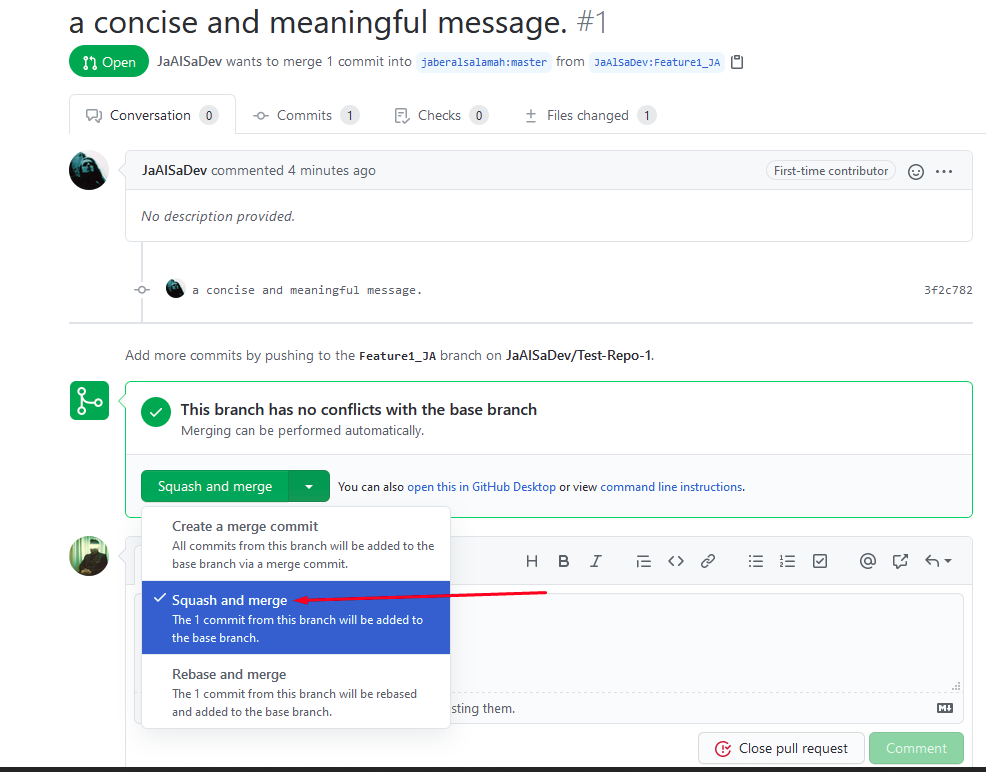 a concise and meaningful message. #1
Open JaAlSaDev wants to merge 1 commit into jaberalsalamah:master from JaAlSaDev:Feature1_JA
Conversation 0 Commits 1 Checks 0 Files changed 1
JaAlSaDev commented 4 minutes ago First-time contributor
No description provided.
a concise and meaningful message. 3f2c782
Add more commits by pushing to the Feature1_JA branch on JaAlSaDev/Test-Repo-1.
This branch has no conflicts with the base branch
Merging can be performed automatically.
Squash and merge You can also open this in GitHub Desktop or view command line instructions.
Create a merge commit
All commits from this branch will be added to the
base branch via a merge commit.
Squash and merge
The 1 commit from this branch will be added to
the base branch.
Rebase and merge
The 1 commit from this branch will be rebased
and added to the base branch.
sting them.
Close pull request Comment